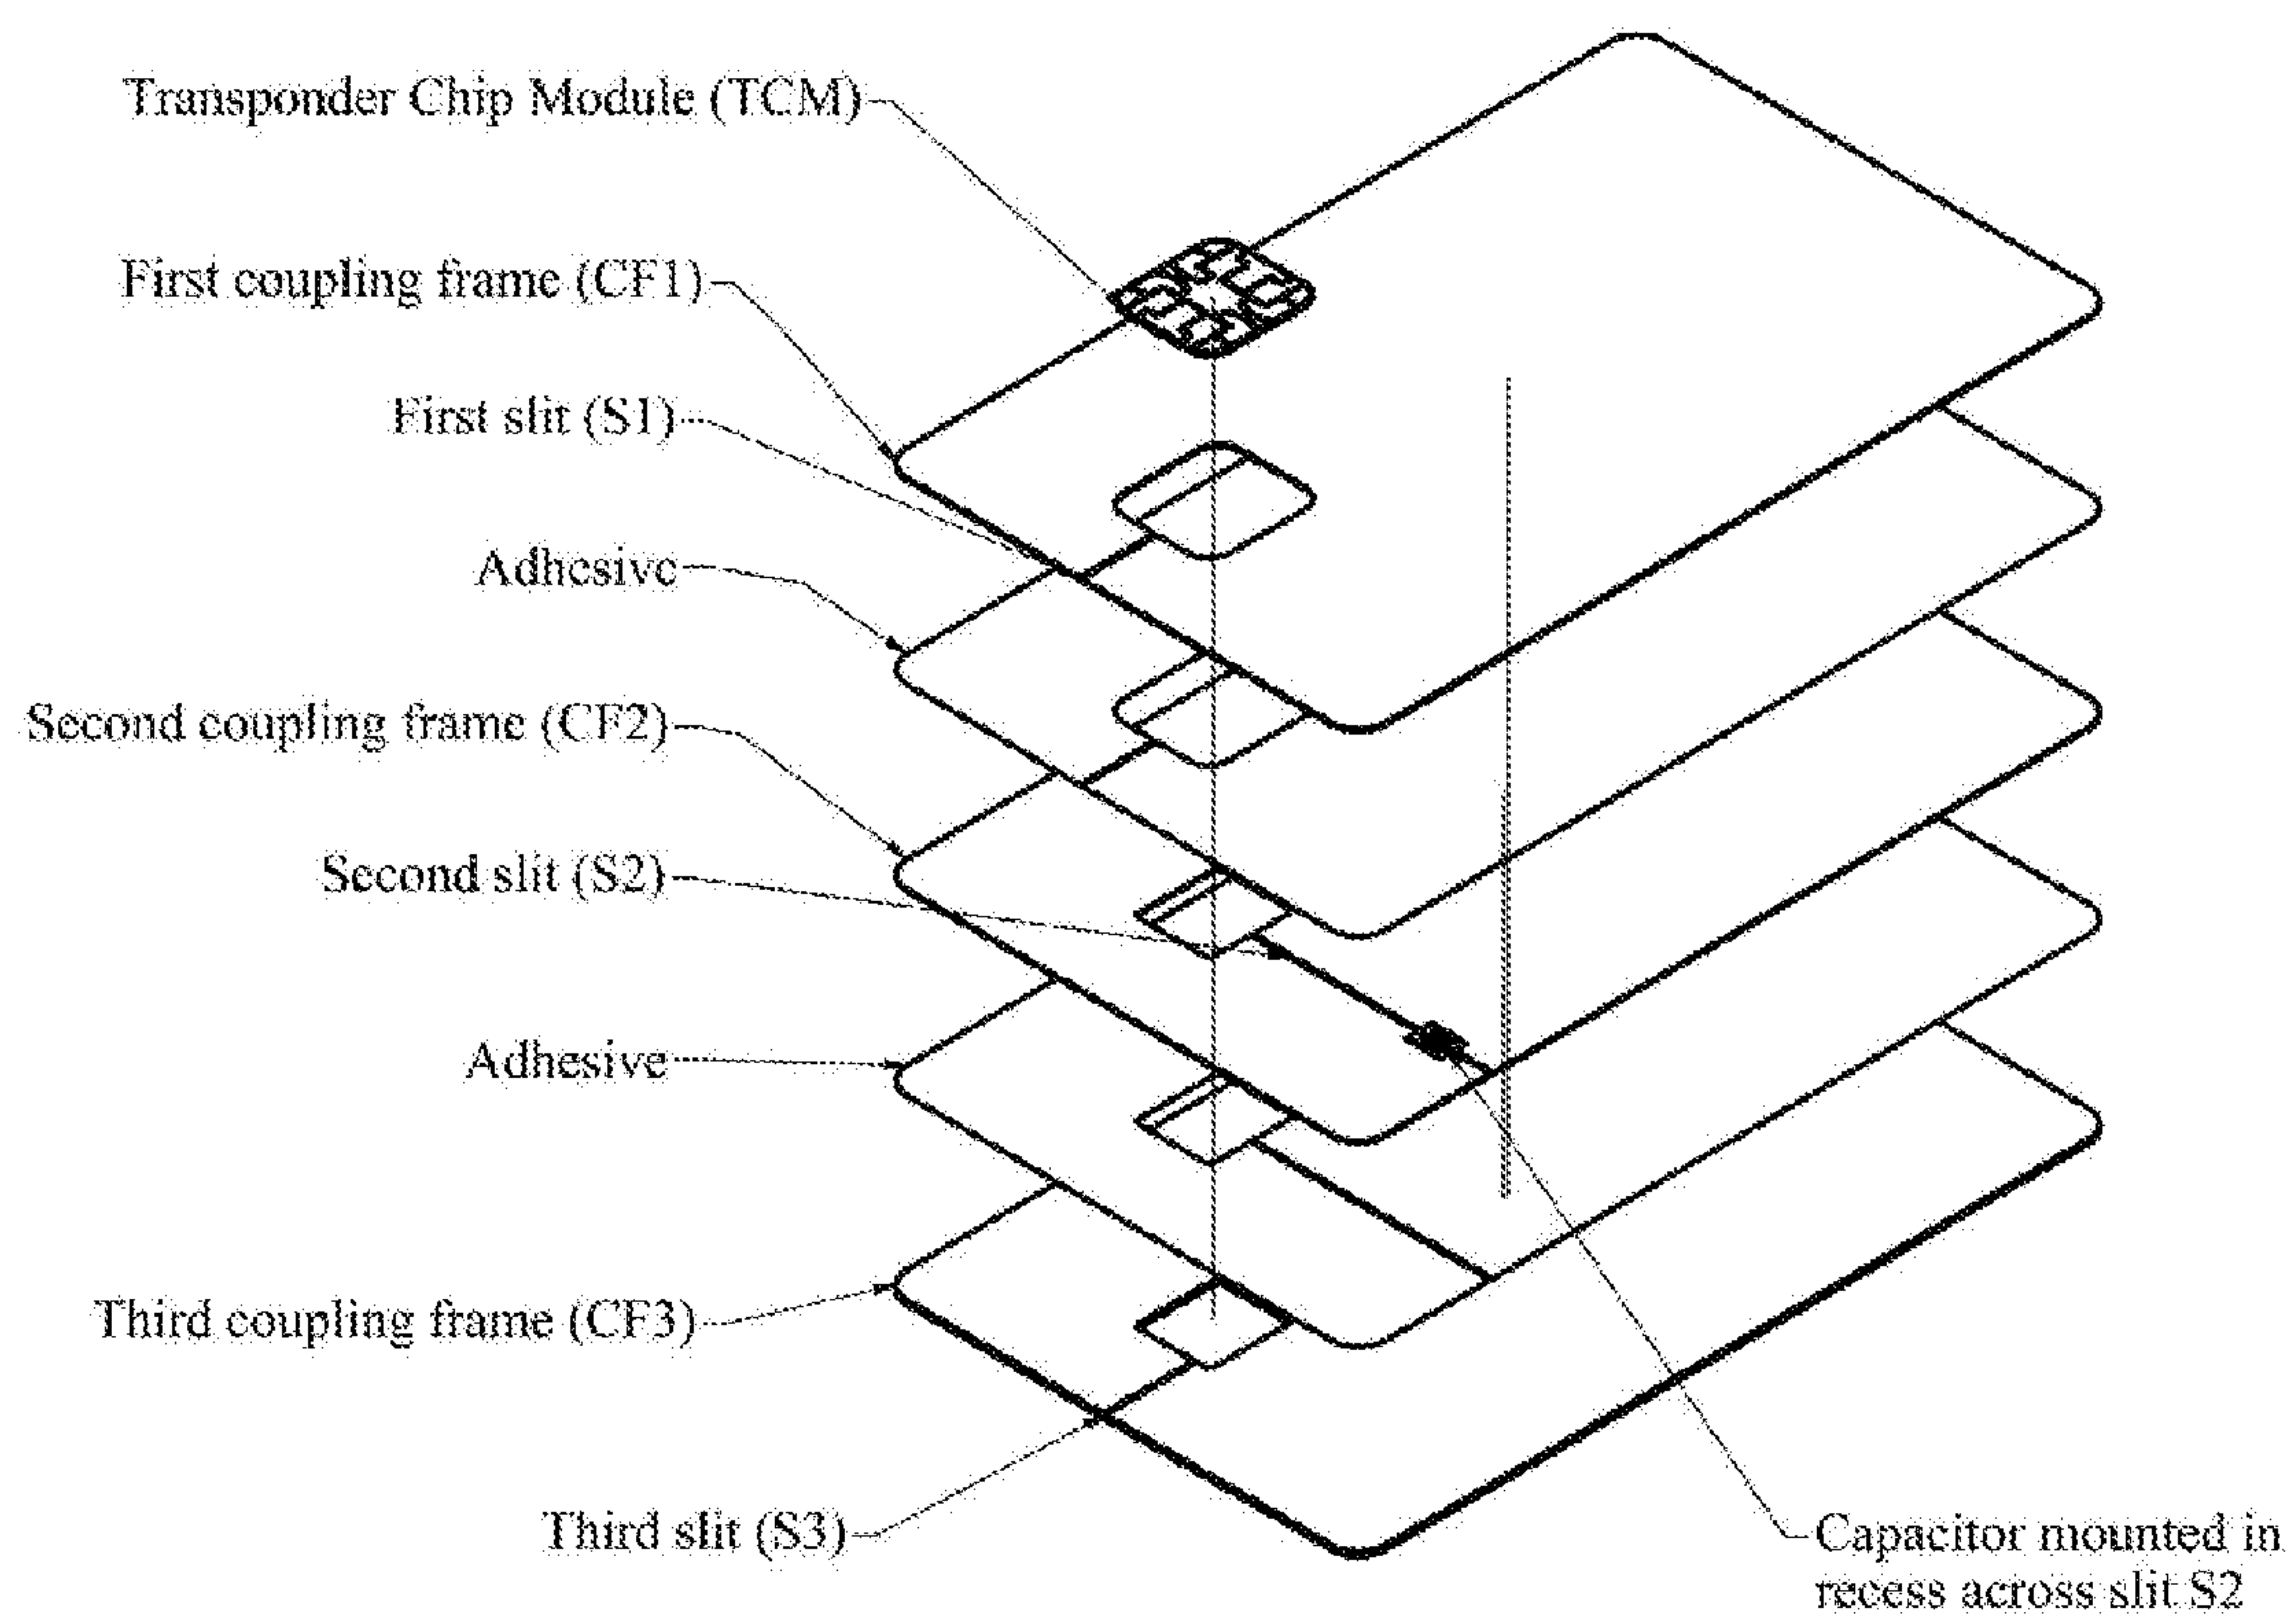 Transponder Chip Module (TCM)
First coupling frame (CF1)
First slit (S1)
Adhesive
Second coupling frame (CF2)
Second slit (S2)
Adhesive
Third coupling frame (CF3)
Third slit (S3)
Capacitor mounted in
recess across slit S2